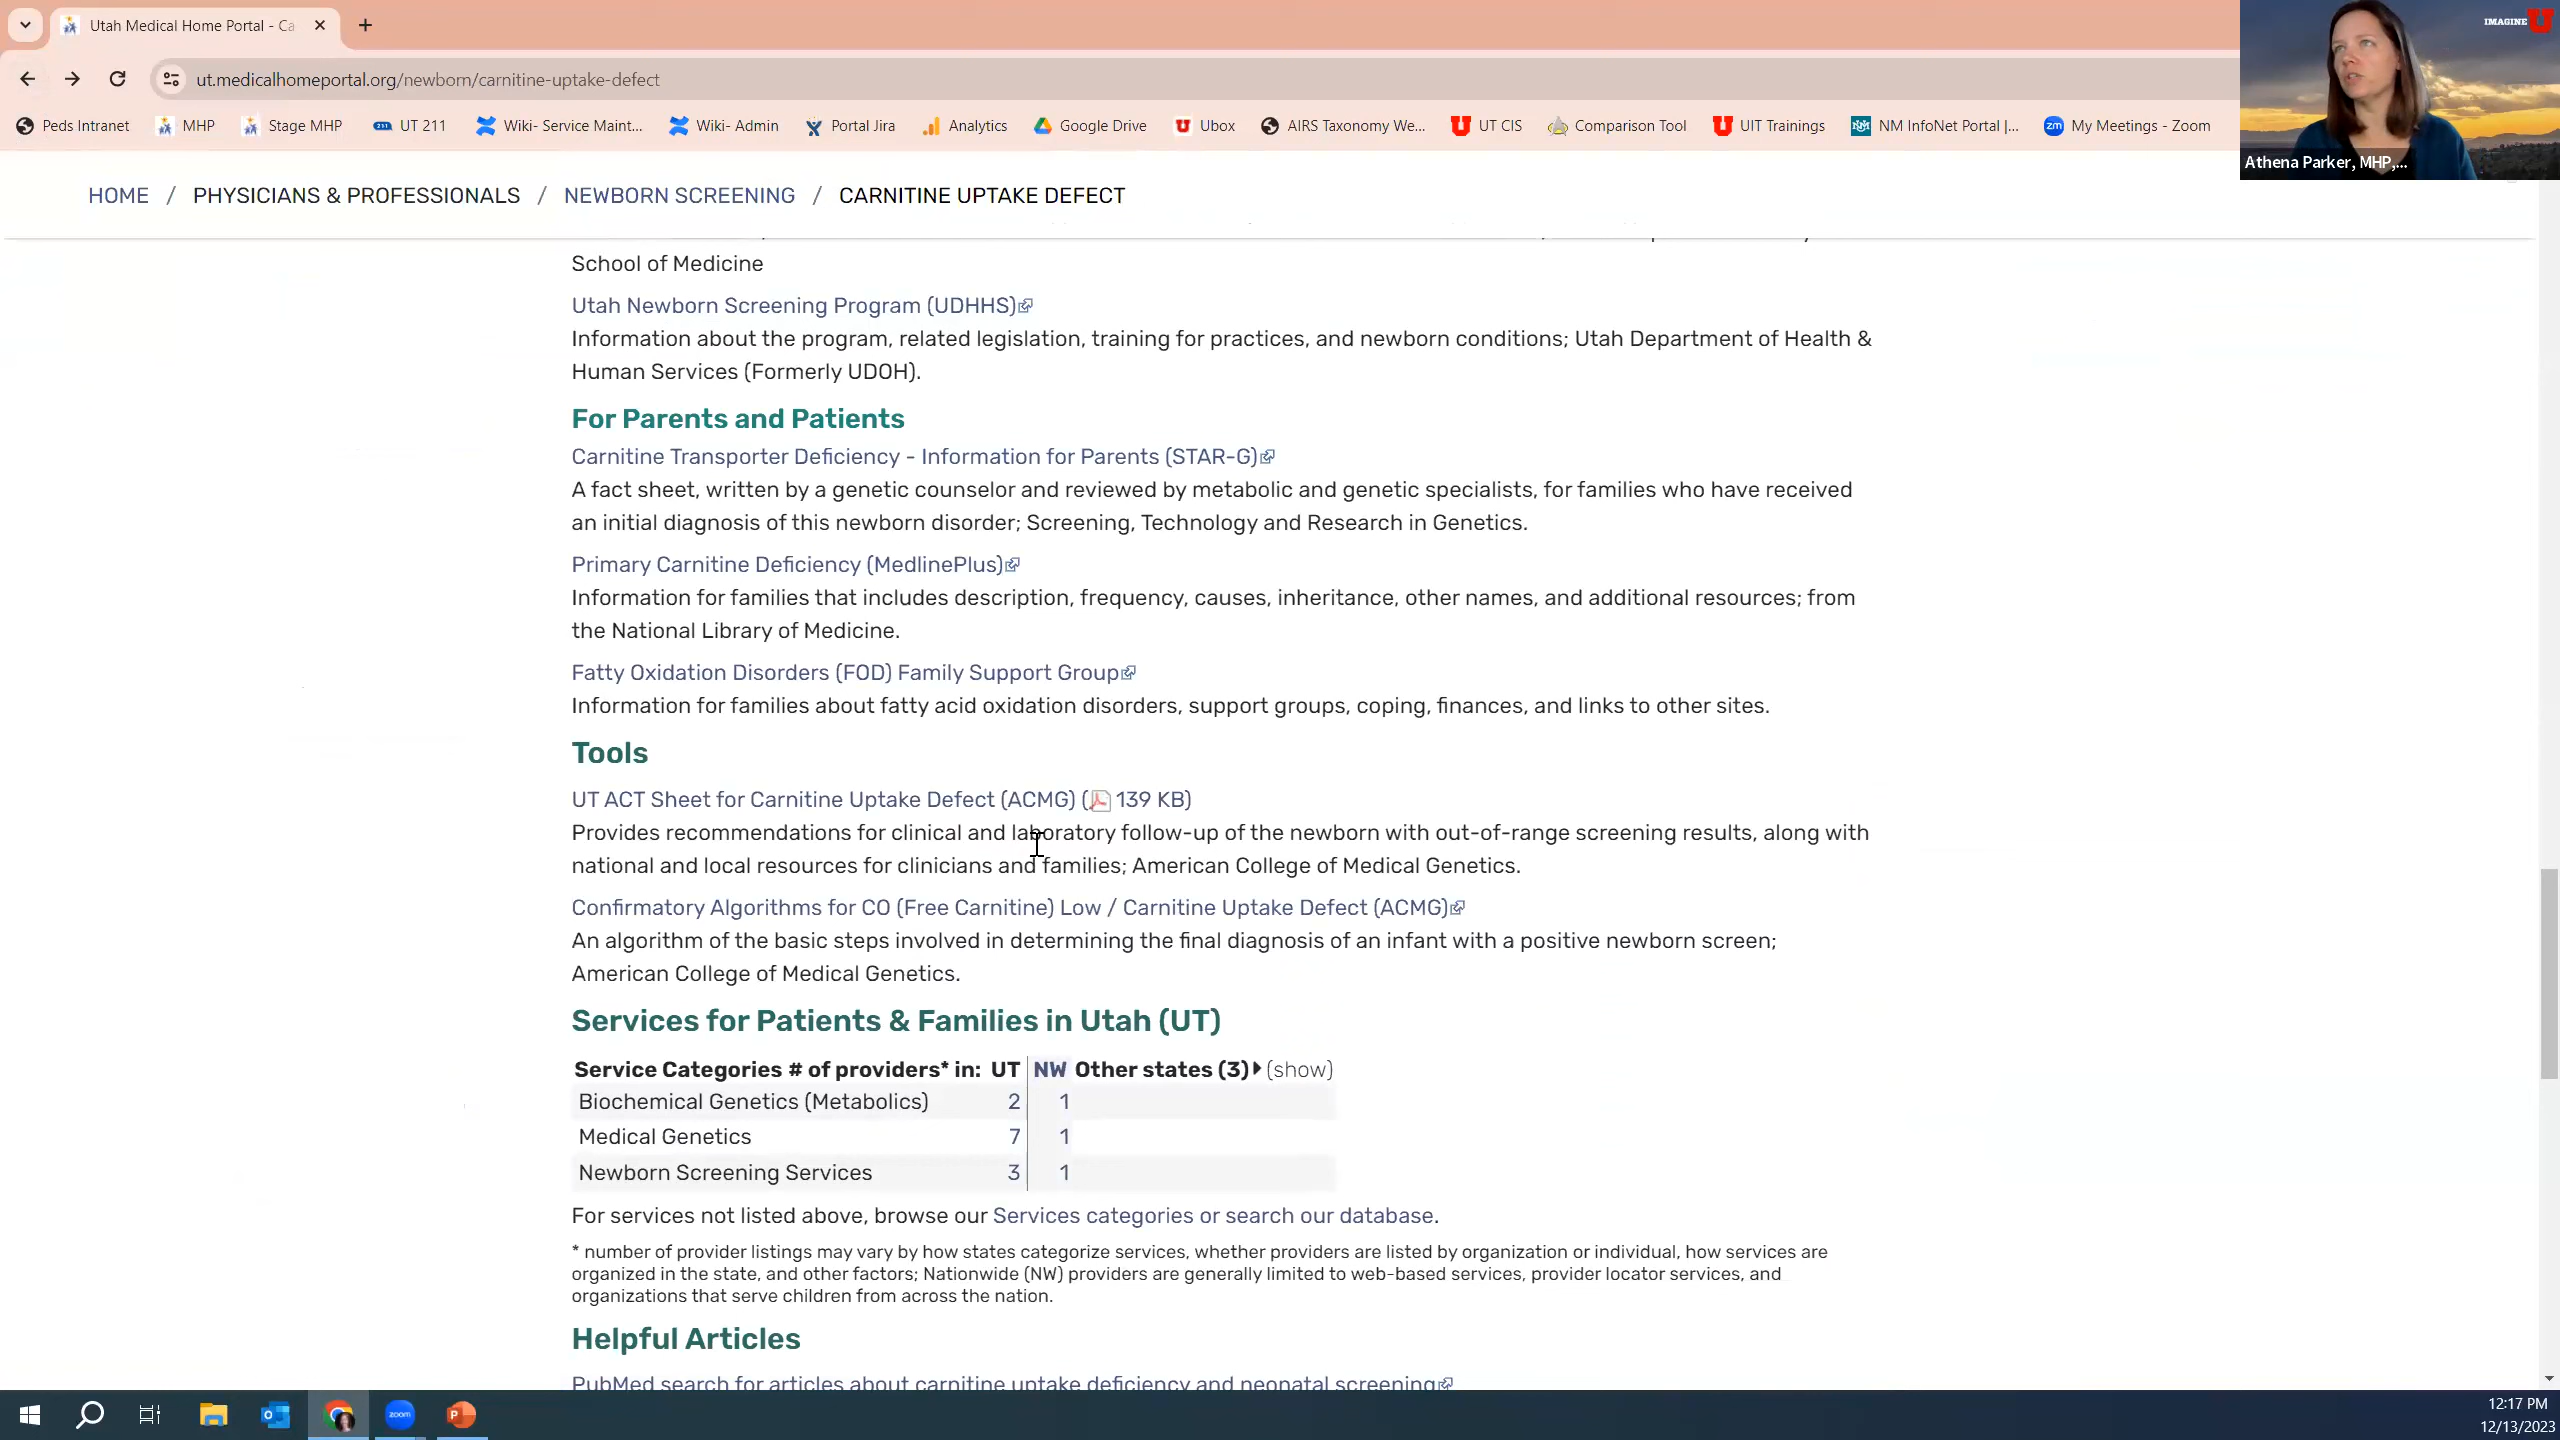 Utah Medical Home Portal - Ca
IMAGINE U
ut.medicalhomeportal.org/newborn/carnitine-uptake-defect
Peds Intranet MHP Stage MHP UT 211 Wiki- Service Maint... Wiki- Admin Portal Jira Analytics Google Drive Ubox AIRS Taxonomy We... UT CIS Comparison Tool UIT Trainings NM InfoNet Portal |... My Meetings - Zoom
Athena Parker, MHP,...
HOME / PHYSICIANS & PROFESSIONALS / NEWBORN SCREENING / CARNITINE UPTAKE DEFECT
School of Medicine
Utah Newborn Screening Program (UDHHS)
Information about the program, related legislation, training for practices, and newborn conditions; Utah Department of Health &
Human Services (Formerly UDOH).
For Parents and Patients
Carnitine Transporter Deficiency - Information for Parents (STAR-G)
A fact sheet, written by a genetic counselor and reviewed by metabolic and genetic specialists, for families who have received
an initial diagnosis of this newborn disorder; Screening, Technology and Research in Genetics.
Primary Carnitine Deficiency (MedlinePlus)
Information for families that includes description, frequency, causes, inheritance, other names, and additional resources; from
the National Library of Medicine.
Fatty Oxidation Disorders (FOD) Family Support Group
Information for families about fatty acid oxidation disorders, support groups, coping, finances, and links to other sites.
Tools
UT ACT Sheet for Carnitine Uptake Defect (ACMG) ( 139 KB)
Provides recommendations for clinical and laboratory follow-up of the newborn with out-of-range screening results, along with
national and local resources for clinicians and families; American College of Medical Genetics.
Confirmatory Algorithms for C0 (Free Carnitine) Low / Carnitine Uptake Defect (ACMG)
An algorithm of the basic steps involved in determining the final diagnosis of an infant with a positive newborn screen;
American College of Medical Genetics.
Services for Patients & Families in Utah (UT)
Service Categories # of providers* in: UT NW Other states (3) (show)
Biochemical Genetics (Metabolics) 2 1
Medical Genetics 7 1
Newborn Screening Services 3 1
For services not listed above, browse our Services categories or search our database.
* number of provider listings may vary by how states categorize services, whether providers are listed by organization or individual, how services are
organized in the state, and other factors; Nationwide (NW) providers are generally limited to web-based services, provider locator services, and
organizations that serve children from across the nation.
Helpful Articles
PubMed search for articles about carnitine uptake deficiency and neonatal screening
zoom
12:17 PM
12/13/2023